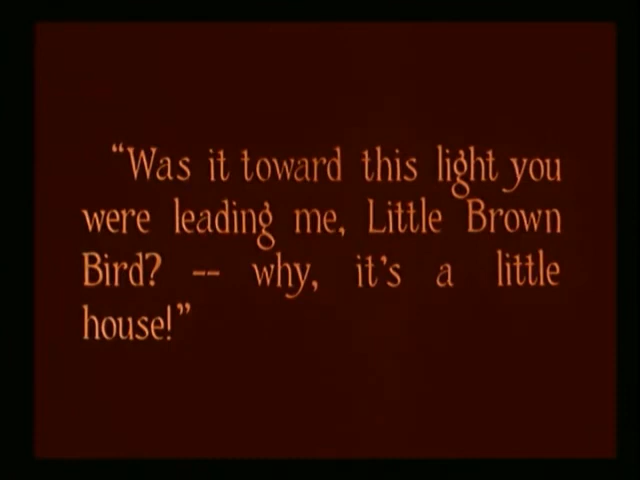 “Was it toward this light you
were leading me, Little Brown
Bird? -- why, it's a little
house!”